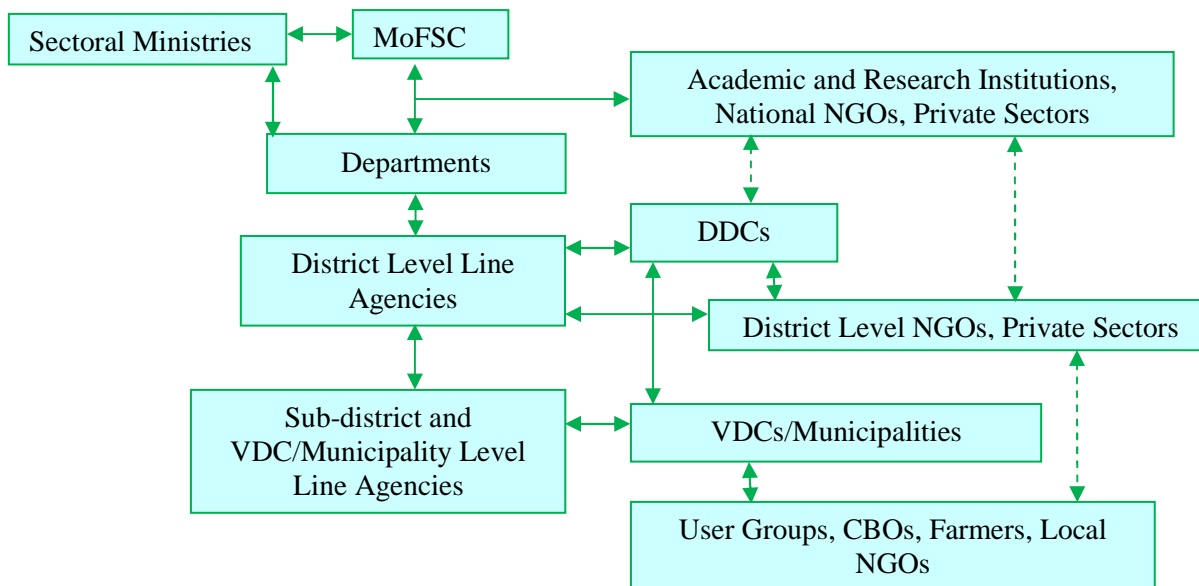 Sectoral Ministries
MoFSC
Academic and Research Institutions,
National NGOs, Private Sectors
Departments
DDCs
District Level Line
Agencies
District Level NGOs, Private Sectors
Sub-district and
VDC/Municipality Level
Line Agencies
VDCs/Municipalities
User Groups, CBOs, Farmers, Local
NGOs